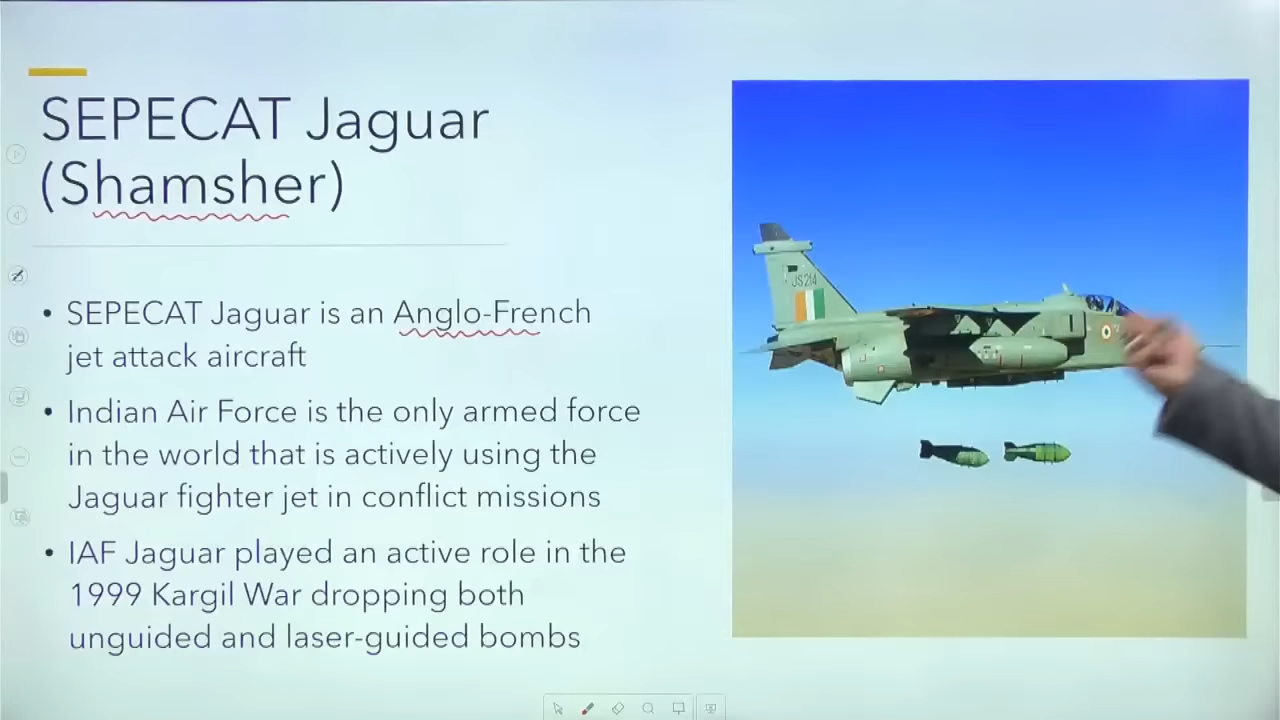 SEPECAT Jaguar
(Shamsher)
• SEPECAT Jaguar is an Anglo-French
jet attack aircraft
• Indian Air Force is the only armed force
in the world that is actively using the
Jaguar fighter jet in conflict missions
• IAF Jaguar played an active role in the
1999 Kargil War dropping both
unguided and laser-guided bombs
JS214